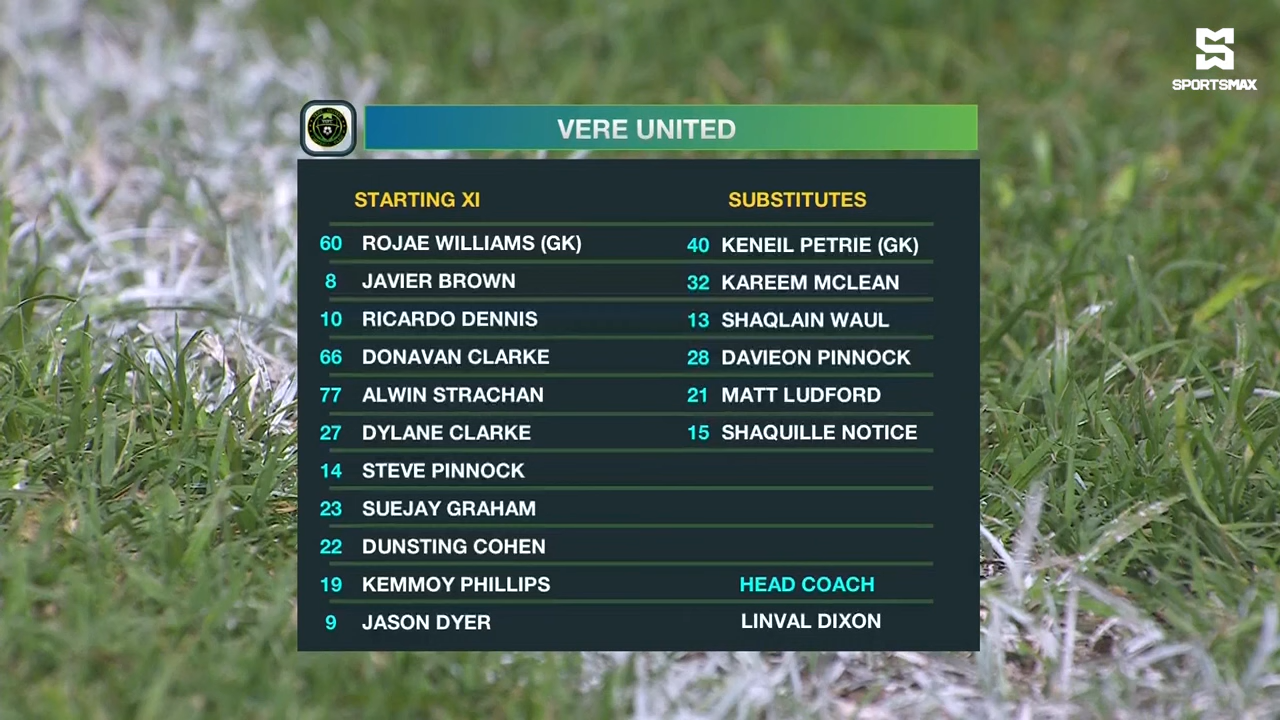 SPORTSMAX
VERE UNITED
STARTING XI
60 ROJAE WILLIAMS (GK)
8 JAVIER BROWN
10 RICARDO DENNIS
66 DONAVAN CLARKE
77 ALWIN STRACHAN
27 DYLANE CLARKE
14 STEVE PINNOCK
23 SUEJAY GRAHAM
22 DUNSTING COHEN
19 KEMMOY PHILLIPS
9 JASON DYER
SUBSTITUTES
40 KENEIL PETRIE (GK)
32 KAREEM MCLEAN
13 SHAQLAIN WAUL
28 DAVIEON PINNOCK
21 MATT LUDFORD
15 SHAQUILLE NOTICE
HEAD COACH
LINVAL DIXON